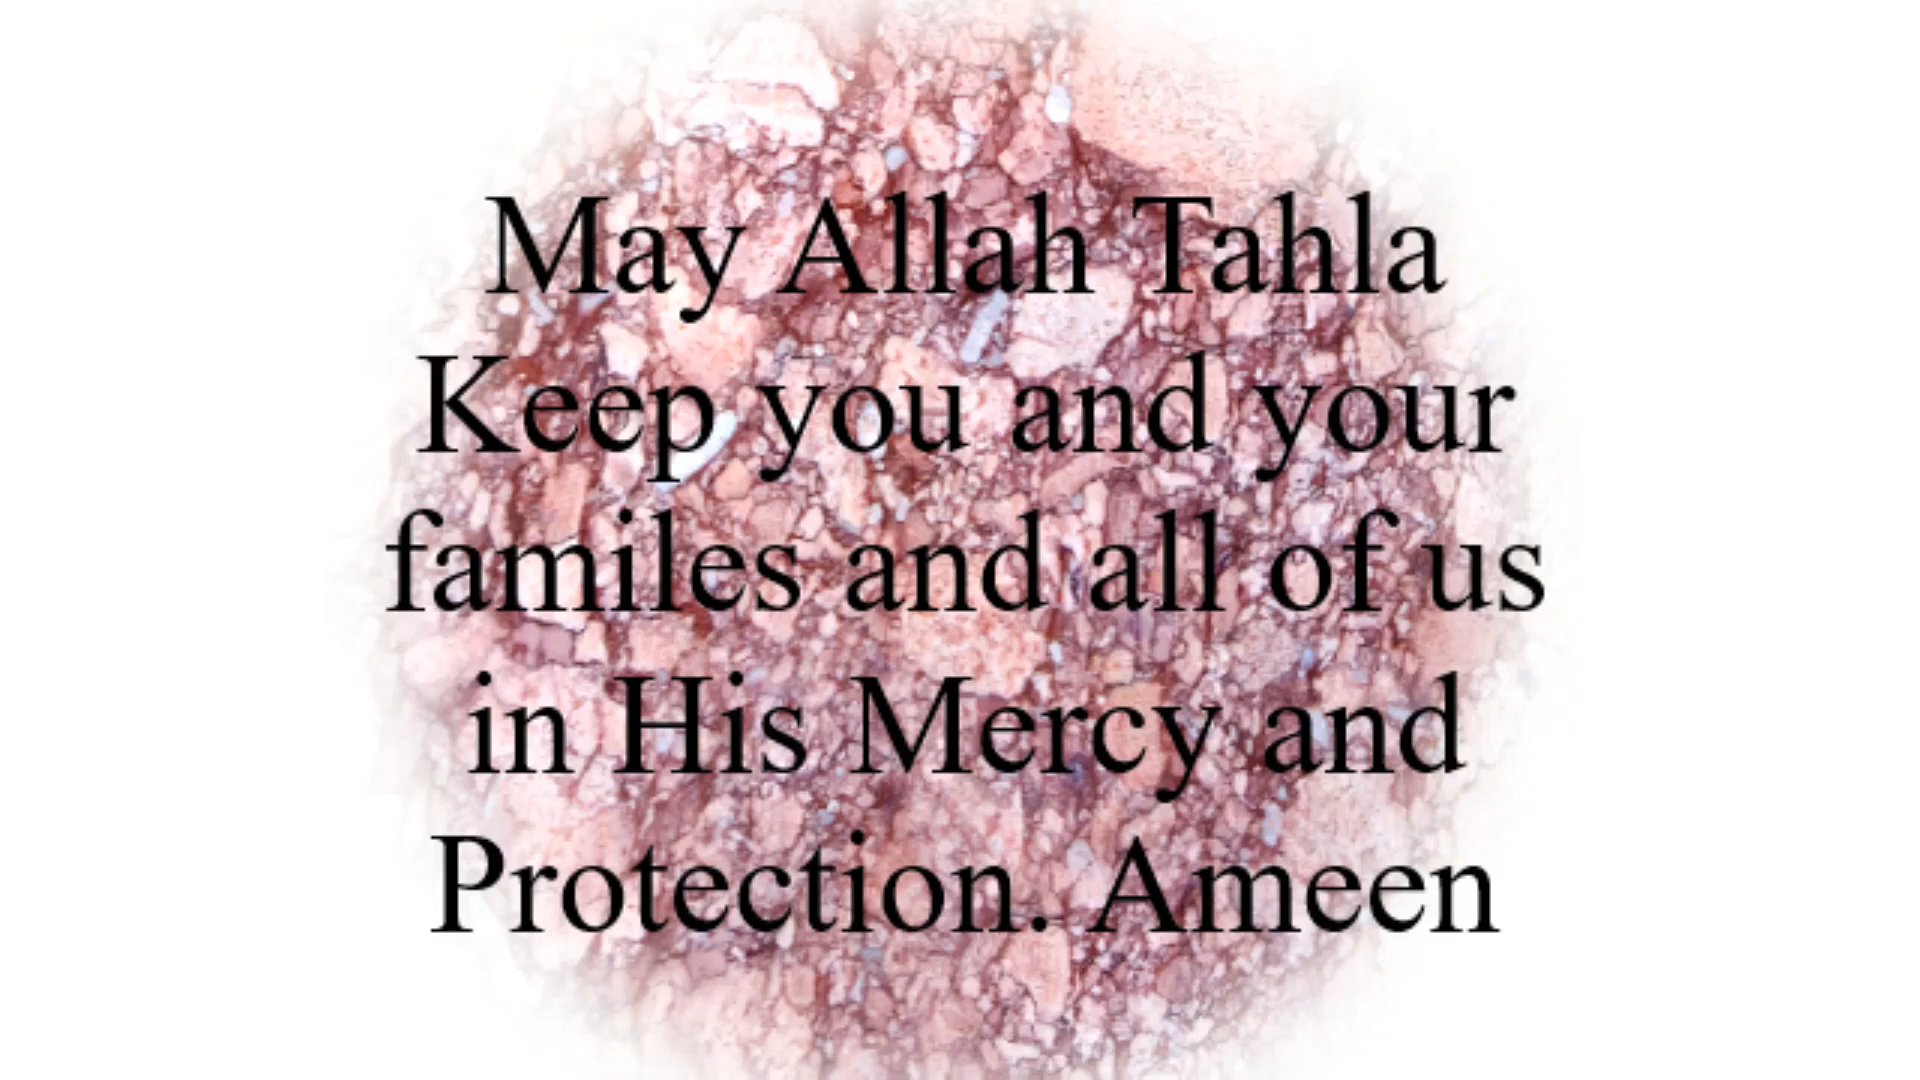 May Allah Tahla
Keep you and your
familes and all of us
in His Mercy and
Protection. Ameen